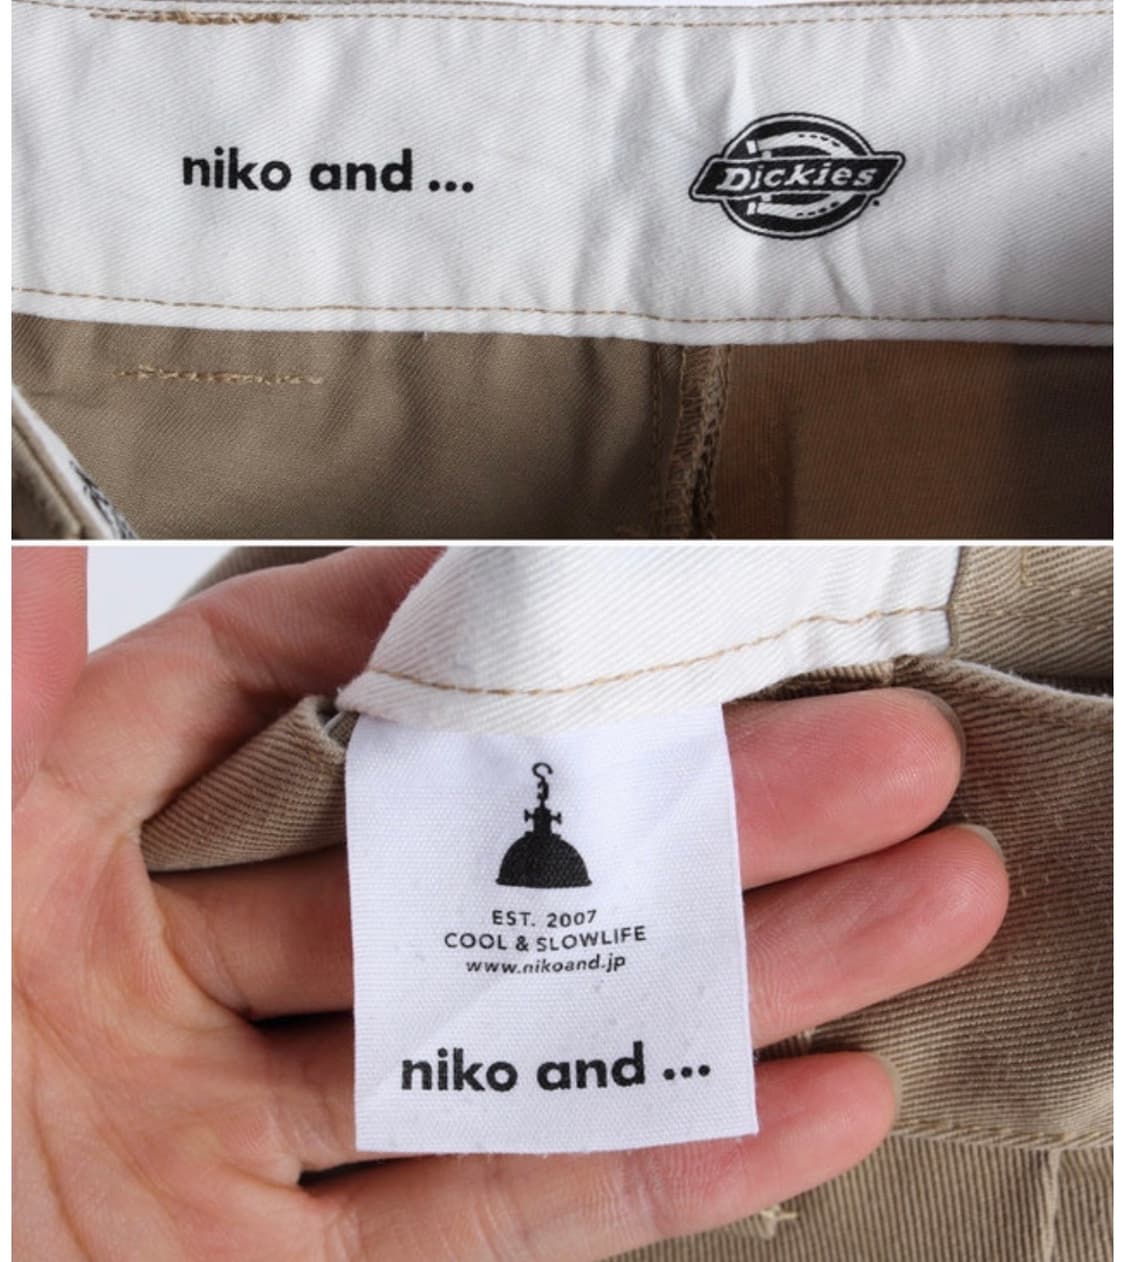 niko and ...
Dickies
EST. 2007
COOL & SLOWLIFE
www.nikoand.jp
niko and ...